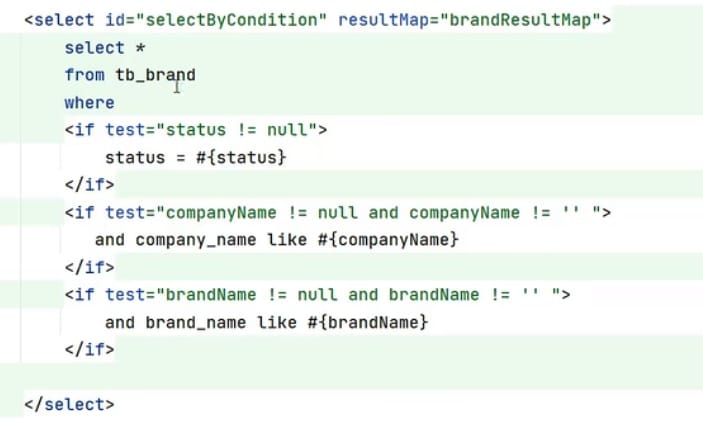 <select id="selectByCondition" resultMap="brandResultMap">
select *
from tb_brand
where
<if test="status != null">
status = #{status}
</if>
<if test="companyName != null and companyName != '' ">
and company_name like #{companyName}
</if>
<if test="brandName != null and brandName != '' ">
and brand_name like #{brandName}
</if>
</select>